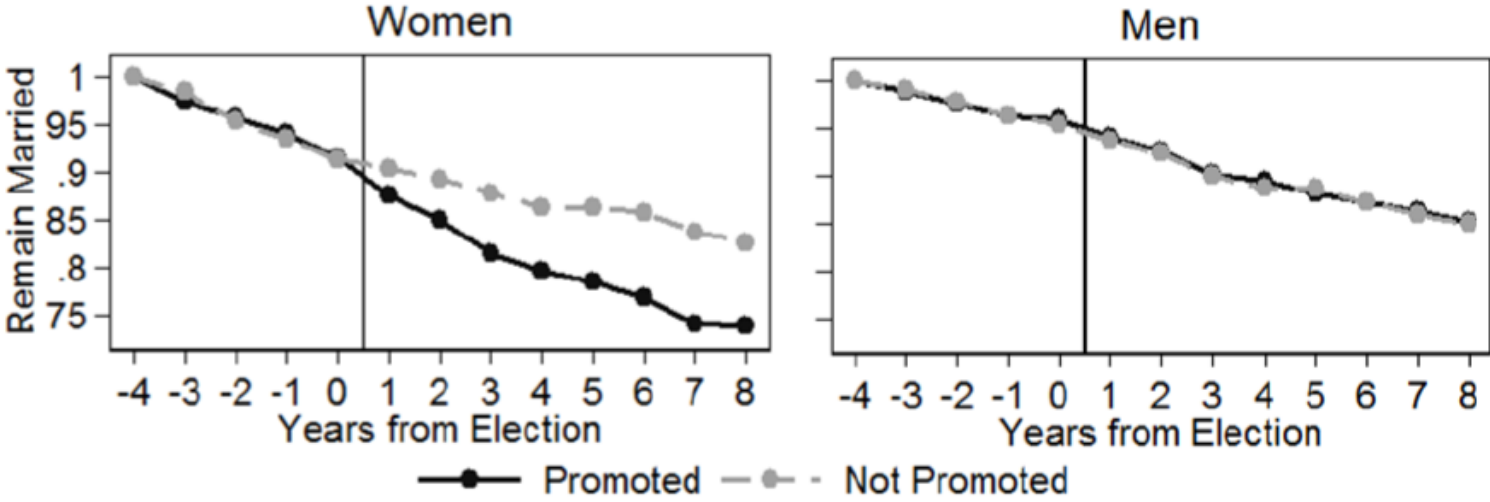 Women
Men
Remain Married
1
95
.9
85
.8
75
-4 -3 -2 -1 0 1 2 3 4 5 6 7 8
-4 -3 -2 -1 0 1 2 3 4 5 6 7 8
Years from Election
Years from Election
Promoted Not Promoted